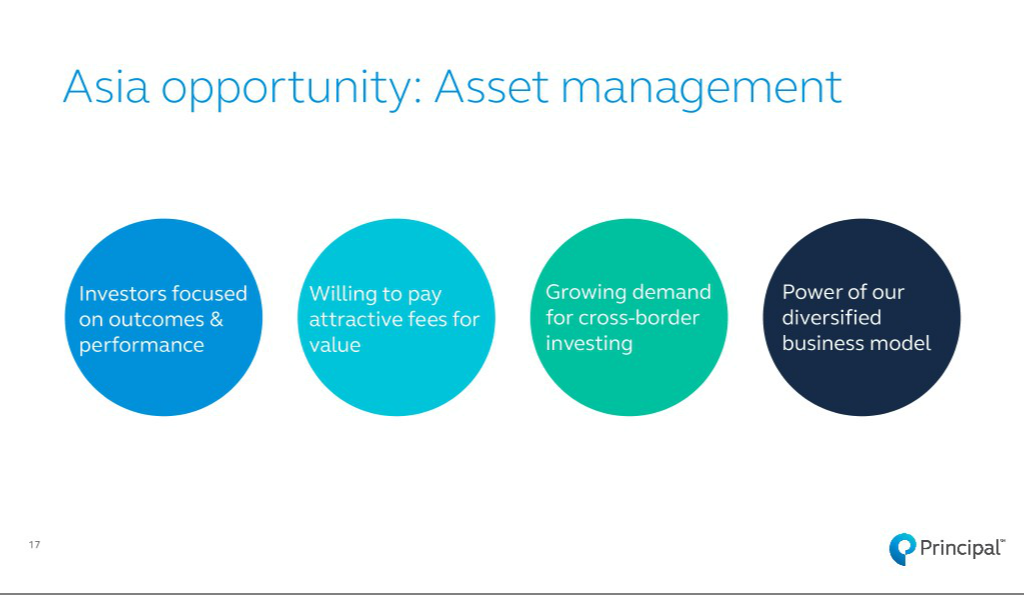 Asia opportunity: Asset management
Investors focused
on outcomes &
performance
Willing to pay
attractive fees for
value
Growing demand
for cross-border
investing
Power of our
diversified
business model
17
Principal℠